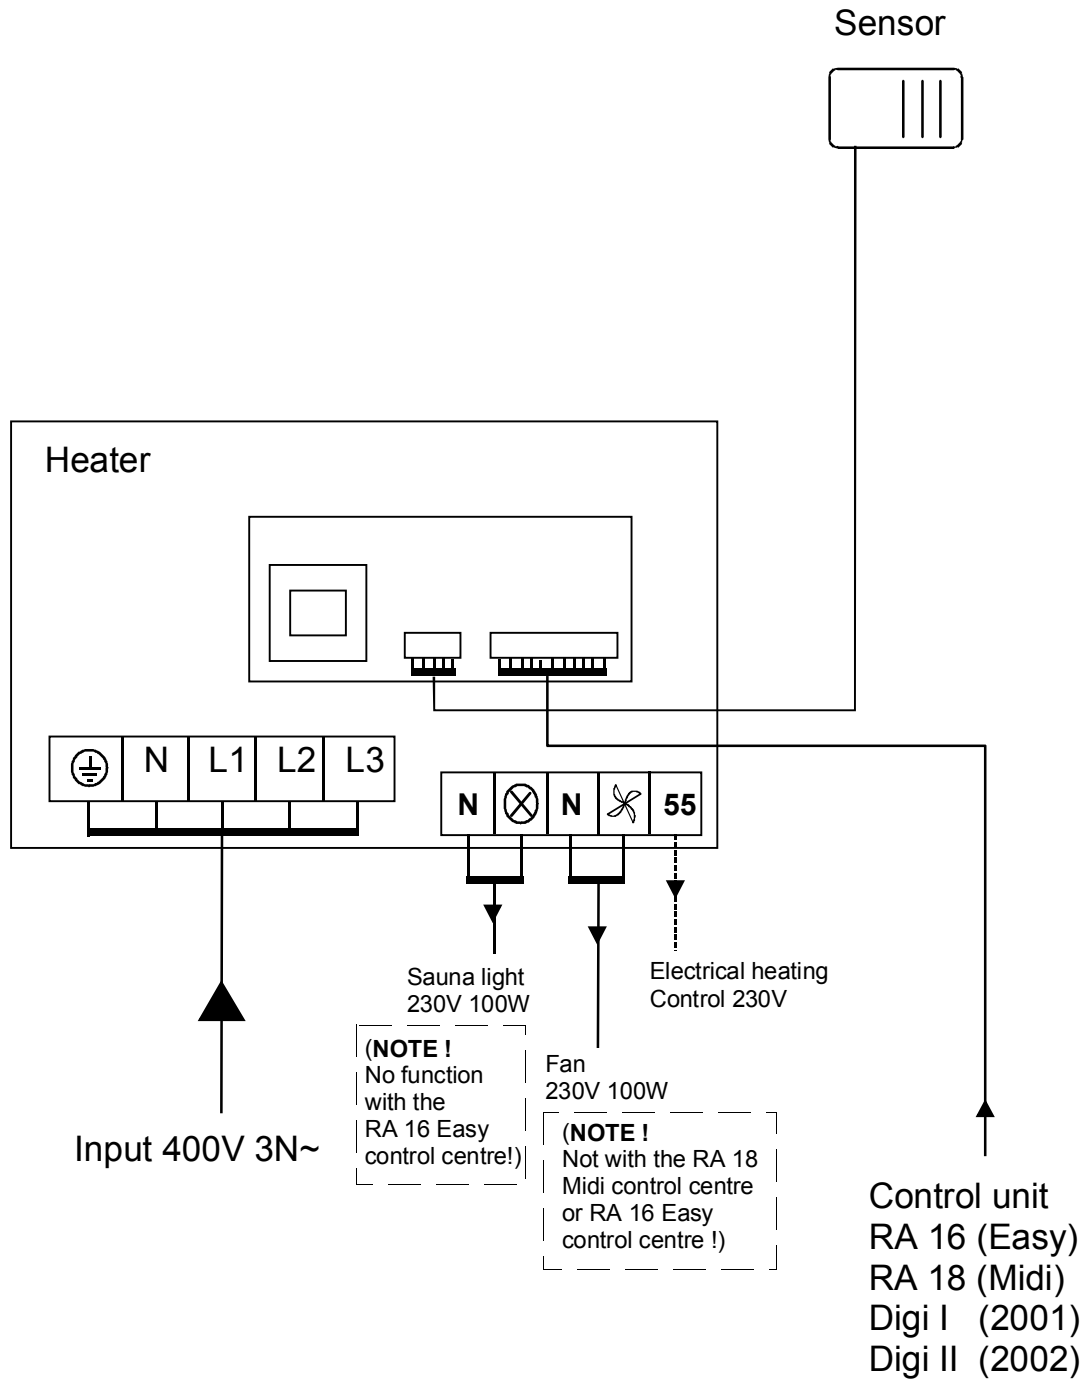 Sensor
Heater
N L1 L2 L3
N N 55
Sauna light
230V 100W
(NOTE !
No function
with the
RA 16 Easy
control centre!)
Fan
230V 100W
(NOTE !
Not with the RA 18
Midi control centre
or RA 16 Easy
control centre !)
Electrical heating
Control 230V
Input 400V 3N~
Control unit
RA 16 (Easy)
RA 18 (Midi)
Digi I (2001)
Digi II (2002)